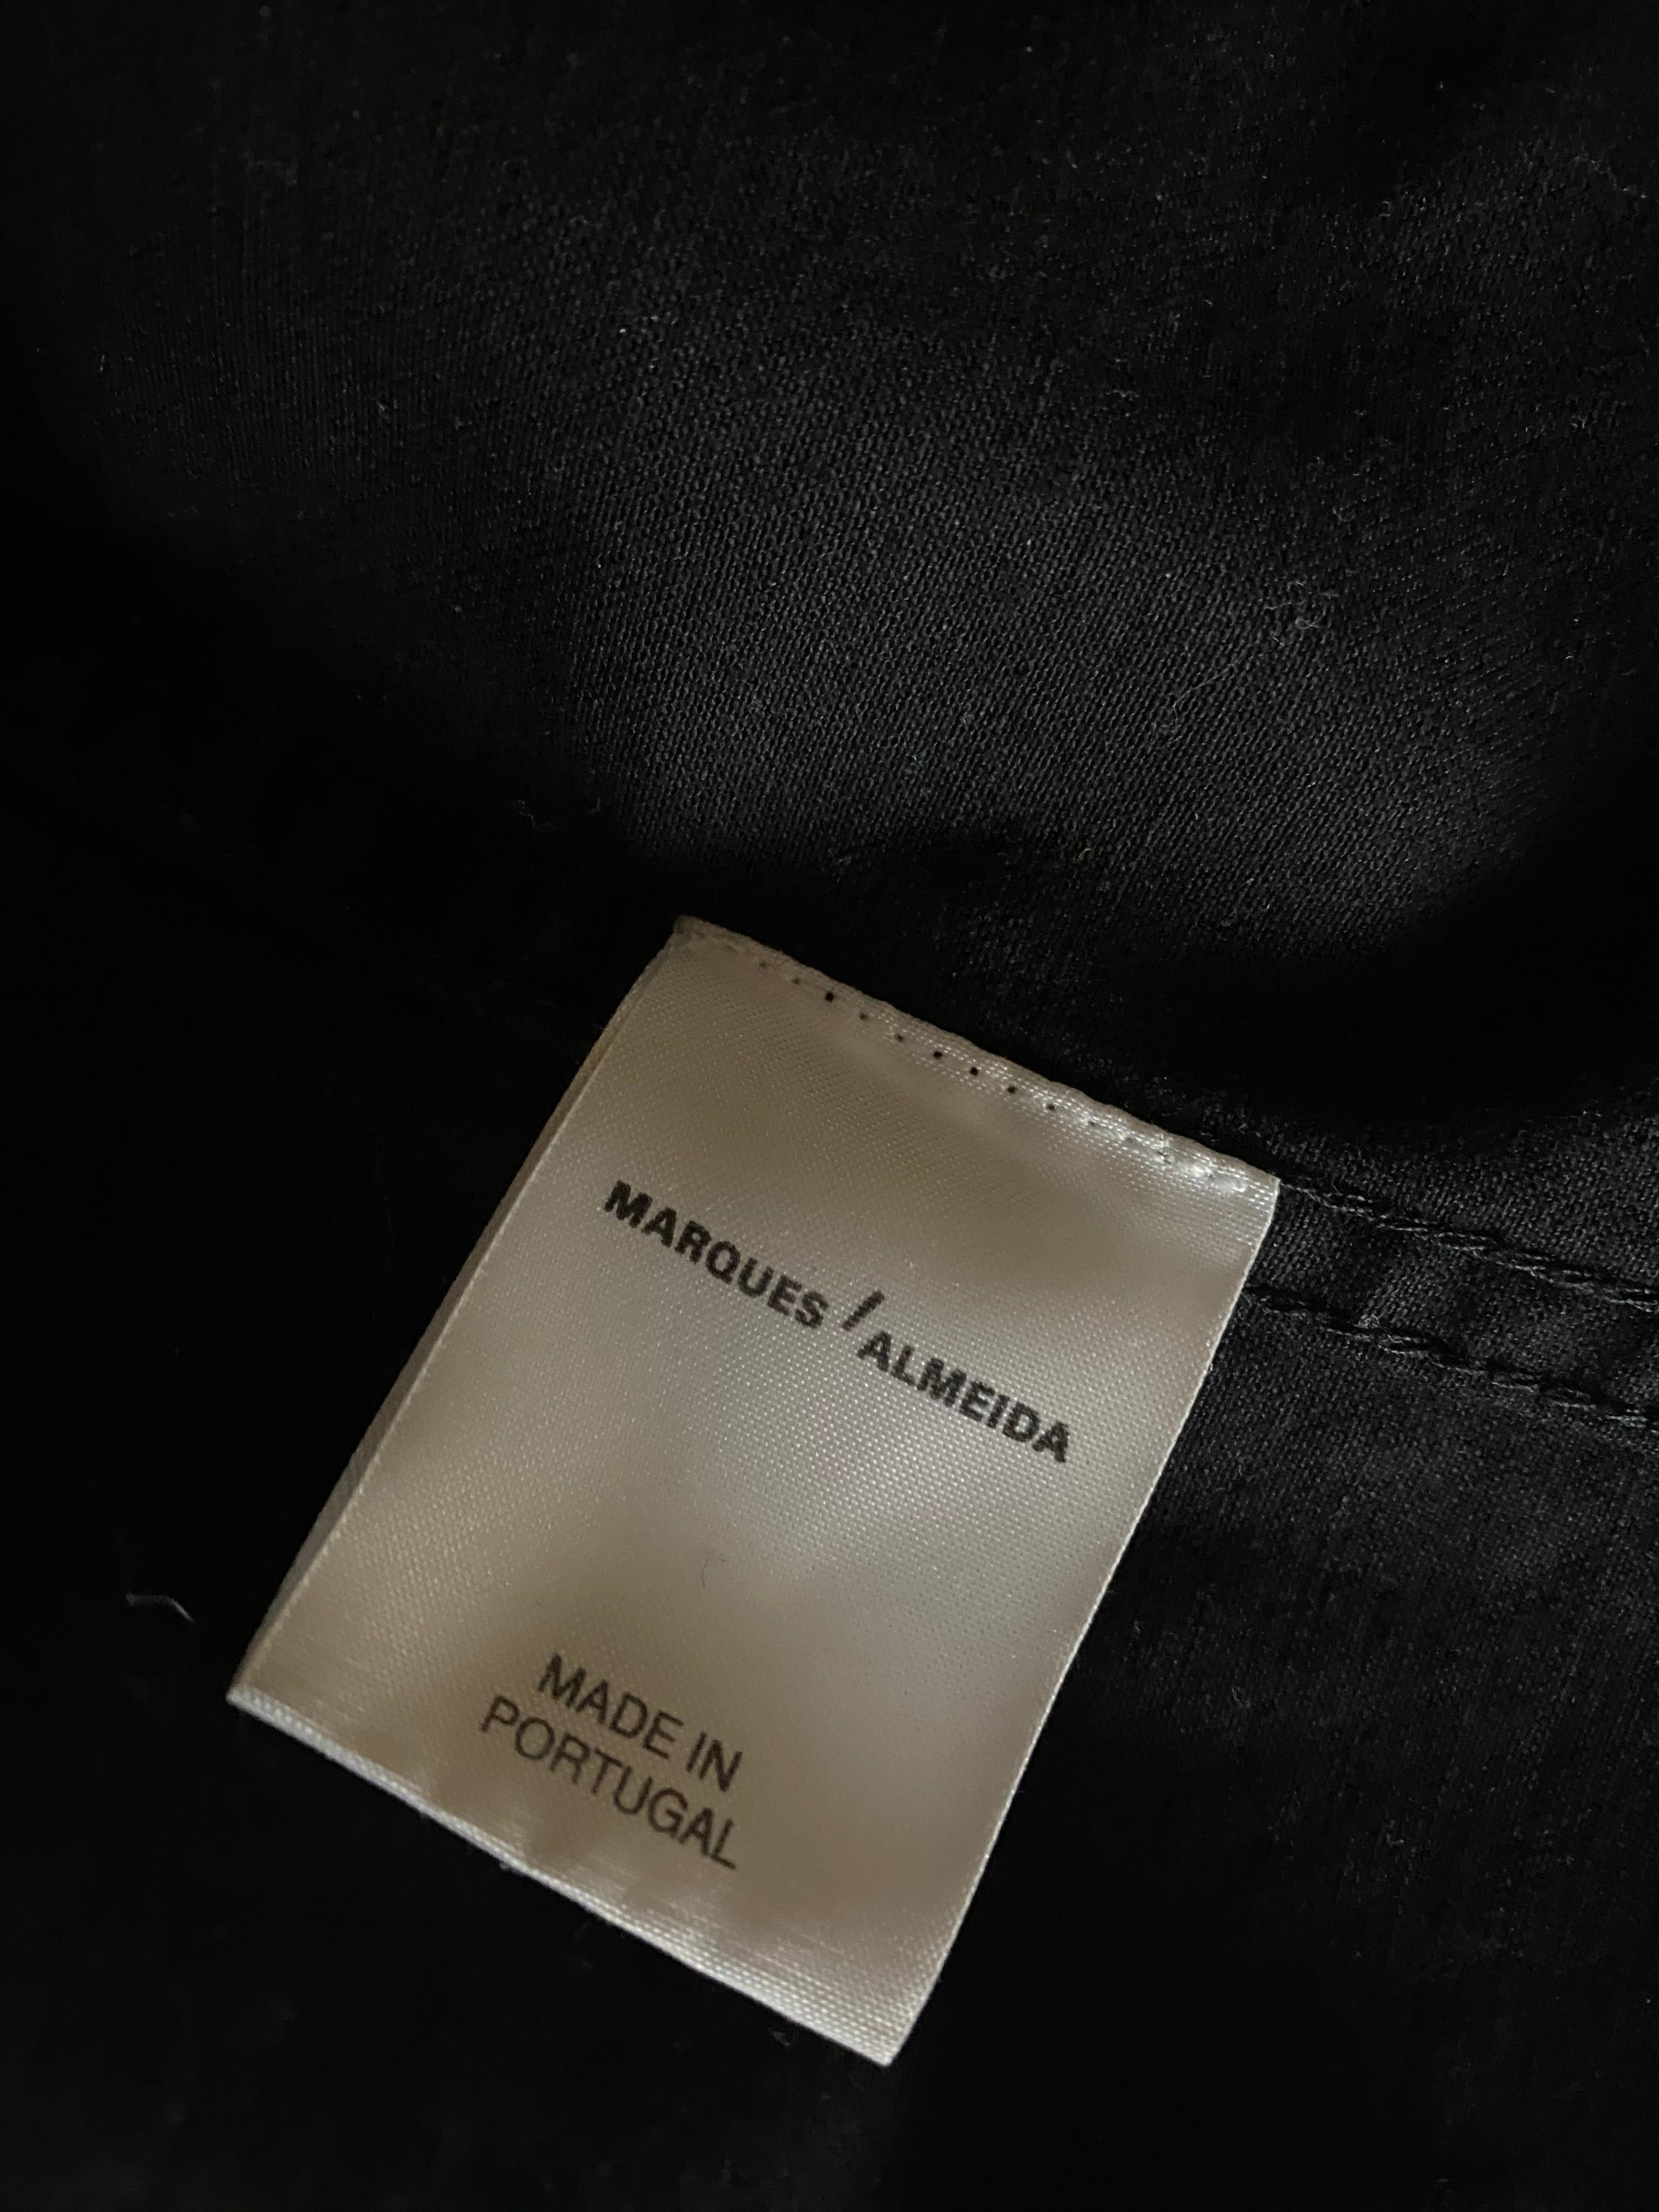 MARQUES /
ALMEIDA
MADE IN
PORTUGAL